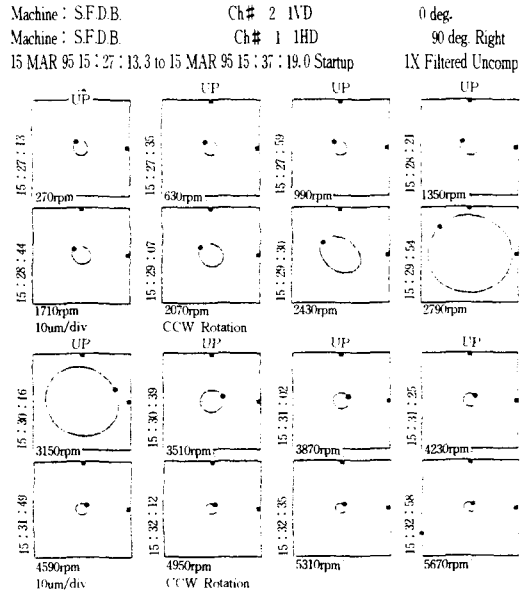 Machine : S.F.D.B. Ch# 2 1VD 0 deg.
Machine : S.F.D.B. Ch# 1 1HD 90 deg. Right
15 MAR 95 15 : 27 : 13.3 to 15 MAR 95 15 : 37 : 19.0 Startup 1X Filtered Uncomp
UP UP UP UP
15 : 27 : 13 15 : 27 : 35 15 : 27 : 59 15 : 28 : 21
270rpm 630rpm 990rpm 1350rpm
15 : 28 : 44 15 : 29 : 07 15 : 29 : 30 15 : 29 : 54
1710rpm 2070rpm 2430rpm 2790rpm
10um/div CCW Rotation
UP UP UP UP
15 : 30 : 16 15 : 30 : 39 15 : 31 : 02 15 : 31 : 25
3150rpm 3510rpm 3870rpm 4230rpm
15 : 31 : 49 15 : 32 : 12 15 : 32 : 35 15 : 32 : 58
4590rpm 4950rpm 5310rpm 5670rpm
10um/div CCW Rotation